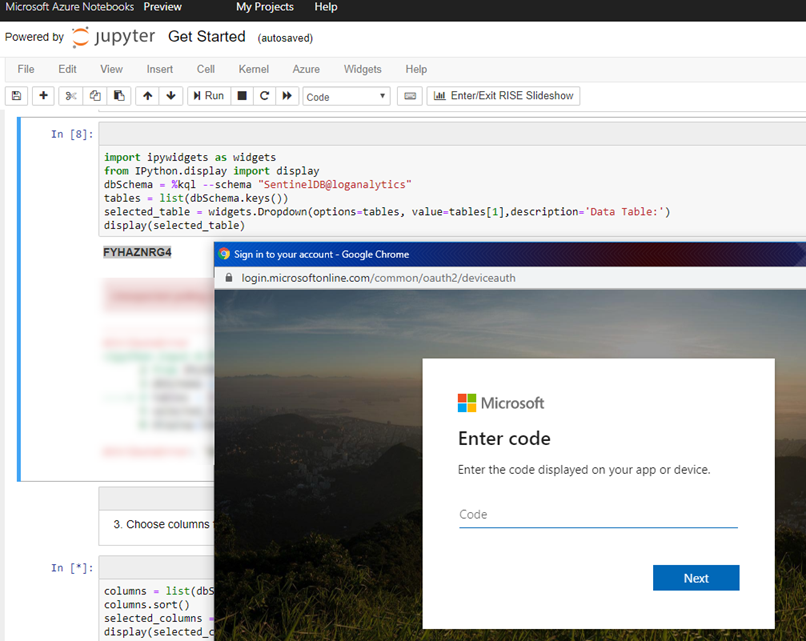 Microsoft Azure Notebooks Preview My Projects Help
Powered by jupyter Get Started (autosaved)
File Edit View Insert Cell Kernel Azure Widgets Help
Run Code Enter/Exit RISE Slideshow
In [8]:
import ipywidgets as widgets
from IPython.display import display
dbSchema = %kql --schema "SentinelDB@loganalytics"
tables = list(dbSchema.keys())
selected_table = widgets.Dropdown(options=tables, value=tables[1],description='Data Table:')
display(selected_table)
FYHAZNRG4
Sign in to your account - Google Chrome
login.microsoftonline.com/common/oauth2/deviceauth
Microsoft
Enter code
Enter the code displayed on your app or device.
Code
Next
3. Choose columns
In [*]:
columns = list(dbS
columns.sort()
selected_columns =
display(selected_c